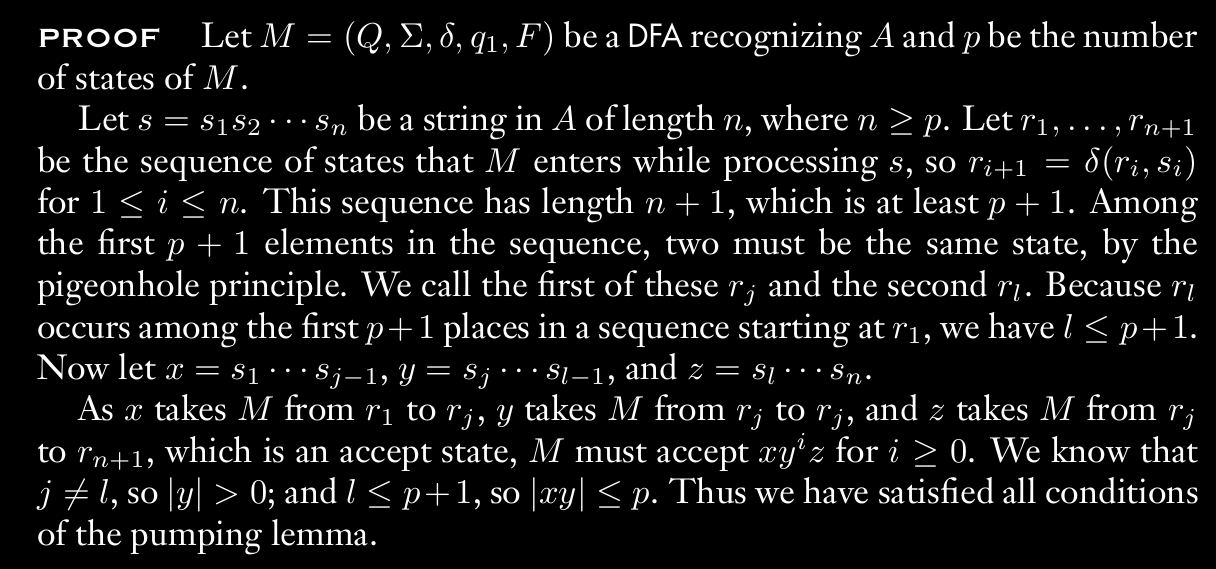 PROOF Let M = (Q, Σ, δ, q₁, F) be a DFA recognizing A and p be the number
of states of M.
Let s = s₁s₂ ··· sₙ be a string in A of length n, where n ≥ p. Let r₁, . . . , rₙ₊₁
be the sequence of states that M enters while processing s, so rᵢ₊₁ = δ(rᵢ, sᵢ)
for 1 ≤ i ≤ n. This sequence has length n + 1, which is at least p + 1. Among
the first p + 1 elements in the sequence, two must be the same state, by the
pigeonhole principle. We call the first of these rⱼ and the second rₗ. Because rₗ
occurs among the first p+1 places in a sequence starting at r₁, we have l ≤ p+1.
Now let x = s₁ ··· sⱼ₋₁, y = sⱼ ··· sₗ₋₁, and z = sₗ ··· sₙ.
As x takes M from r₁ to rⱼ, y takes M from rⱼ to rⱼ, and z takes M from rⱼ
to rₙ₊₁, which is an accept state, M must accept xyⁱz for i ≥ 0. We know that
j ≠ l, so |y| > 0; and l ≤ p+1, so |xy| ≤ p. Thus we have satisfied all conditions
of the pumping lemma.